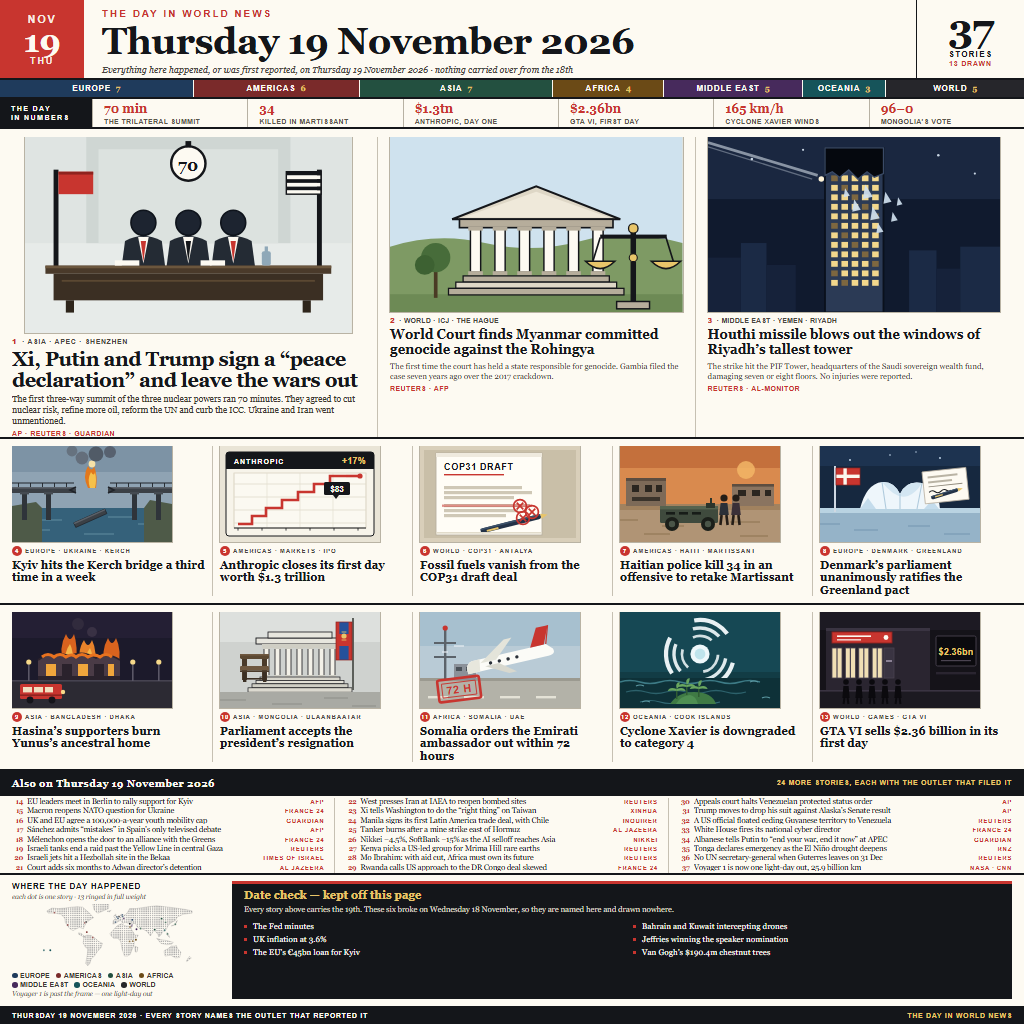 NOV
19
THU
THE DAY IN WORLD NEWS
Thursday 19 November 2026
Everything here happened, or was first reported, on Thursday 19 November 2026 · nothing carried over from the 18th
37
STORIES
13 DRAWN
EUROPE 7
AMERICAS 6
ASIA 7
AFRICA 4
MIDDLE EAST 5
OCEANIA 3
WORLD 5
THE DAY
IN NUMBERS
70 min
THE TRILATERAL SUMMIT
34
KILLED IN MARTISSANT
$1.3tn
ANTHROPIC, DAY ONE
$2.36bn
GTA VI, FIRST DAY
165 km/h
CYCLONE XAVIER WINDS
96–0
MONGOLIA'S VOTE
70
1 · ASIA · APEC · SHENZHEN
Xi, Putin and Trump sign a “peace
declaration” and leave the wars out
The first three-way summit of the three nuclear powers ran 70 minutes. They agreed to cut
nuclear risk, refine more oil, reform the UN and curb the ICC. Ukraine and Iran went
unmentioned.
AP · REUTERS · GUARDIAN
2 · WORLD · ICJ · THE HAGUE
World Court finds Myanmar committed
genocide against the Rohingya
The first time the court has held a state responsible for genocide. Gambia filed the
case seven years ago over the 2017 crackdown.
REUTERS · AFP
3 · MIDDLE EAST · YEMEN · RIYADH
Houthi missile blows out the windows of
Riyadh’s tallest tower
The strike hit the PIF Tower, headquarters of the Saudi sovereign wealth fund,
damaging seven or eight floors. No injuries were reported.
REUTERS · AL-MONITOR
4 EUROPE · UKRAINE · KERCH
Kyiv hits the Kerch bridge a third
time in a week
ANTHROPIC +17%
$83
5 AMERICAS · MARKETS · IPO
Anthropic closes its first day
worth $1.3 trillion
COP31 DRAFT
6 WORLD · COP31 · ANTALYA
Fossil fuels vanish from the
COP31 draft deal
7 AMERICAS · HAITI · MARTISSANT
Haitian police kill 34 in an
offensive to retake Martissant
8 EUROPE · DENMARK · GREENLAND
Denmark’s parliament
unanimously ratifies the
Greenland pact
9 ASIA · BANGLADESH · DHAKA
Hasina’s supporters burn
Yunus’s ancestral home
10 ASIA · MONGOLIA · ULAANBAATAR
Parliament accepts the
president’s resignation
72 H
11 AFRICA · SOMALIA · UAE
Somalia orders the Emirati
ambassador out within 72
hours
12 OCEANIA · COOK ISLANDS
Cyclone Xavier is downgraded
to category 4
$2.36bn
13 WORLD · GAMES · GTA VI
GTA VI sells $2.36 billion in its
first day
Also on Thursday 19 November 2026
24 MORE STORIES, EACH WITH THE OUTLET THAT FILED IT
14 EU leaders meet in Berlin to rally support for Kyiv AFP
15 Macron reopens NATO question for Ukraine FRANCE 24
16 UK and EU agree a 100,000-a-year youth mobility cap GUARDIAN
17 Sánchez admits “mistakes” in Spain’s only televised debate AFP
18 Mélenchon opens the door to an alliance with the Greens FRANCE 24
19 Israeli tanks end a raid past the Yellow Line in central Gaza REUTERS
20 Israeli jets hit a Hezbollah site in the Bekaa TIMES OF ISRAEL
21 Court adds six months to Adwan director’s detention AL JAZEERA
22 West presses Iran at IAEA to reopen bombed sites REUTERS
23 Xi tells Washington to do the “right thing” on Taiwan XINHUA
24 Manila signs its first Latin America trade deal, with Chile INQUIRER
25 Tanker burns after a mine strike east of Hormuz AL JAZEERA
26 Nikkei −4.5%, SoftBank −15% as the AI selloff reaches Asia NIKKEI
27 Kenya picks a US-led group for Mrima Hill rare earths REUTERS
28 Mo Ibrahim: with aid cut, Africa must own its future REUTERS
29 Rwanda calls US approach to the DR Congo deal skewed FRANCE 24
30 Appeals court halts Venezuelan protected status order AP
31 Trump moves to drop his suit against Alaska’s Senate result AP
32 A US official floated ceding Guyanese territory to Venezuela REUTERS
33 White House fires its national cyber director FRANCE 24
34 Albanese tells Putin to “end your war, end it now” at APEC GUARDIAN
35 Tonga declares emergency as the El Niño drought deepens RNZ
36 No UN secretary-general when Guterres leaves on 31 Dec REUTERS
37 Voyager 1 is now one light-day out, 25.9 billion km NASA · CNN
WHERE THE DAY HAPPENED
each dot is one story · 13 ringed in full weight
EUROPE AMERICAS ASIA AFRICA
MIDDLE EAST OCEANIA WORLD
Voyager 1 is past the frame — one light-day out
Date check — kept off this page
Every story above carries the 19th. These six broke on Wednesday 18 November, so they are named here and drawn nowhere.
The Fed minutes
UK inflation at 3.6%
The EU’s €45bn loan for Kyiv
Bahrain and Kuwait intercepting drones
Jeffries winning the speaker nomination
Van Gogh’s $190.4m chestnut trees
THURSDAY 19 NOVEMBER 2026 · EVERY STORY NAMES THE OUTLET THAT REPORTED IT
THE DAY IN WORLD NEWS